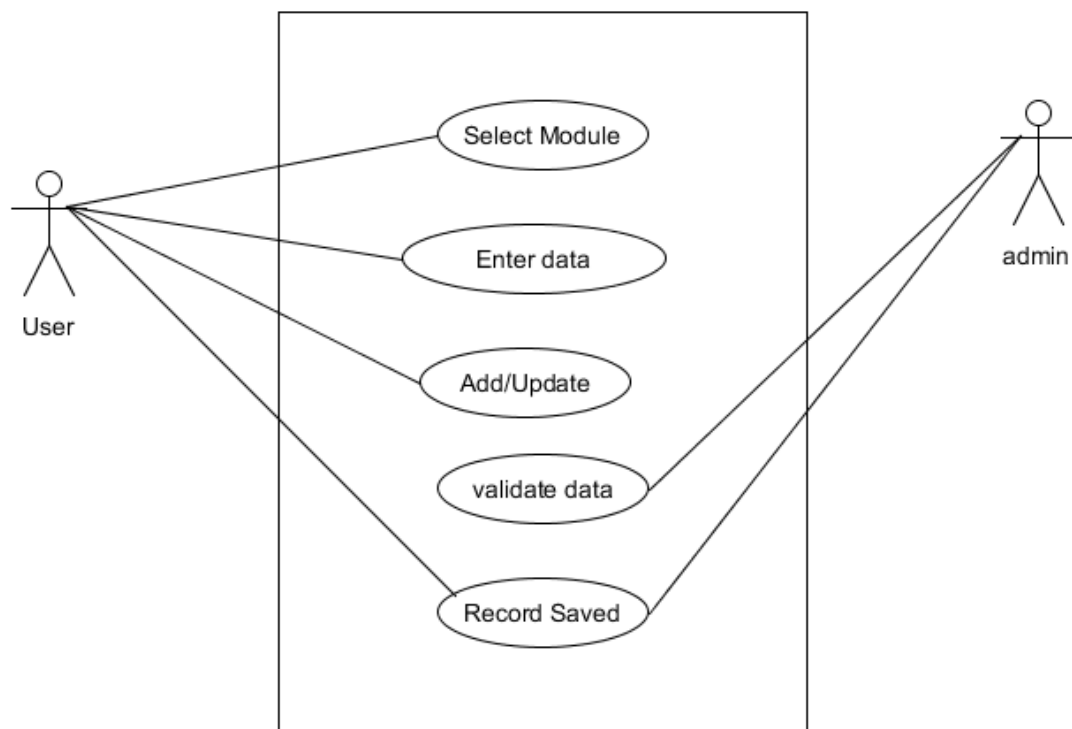 Select Module
Enter data
admin
User
Add/Update
validate data
Record Saved